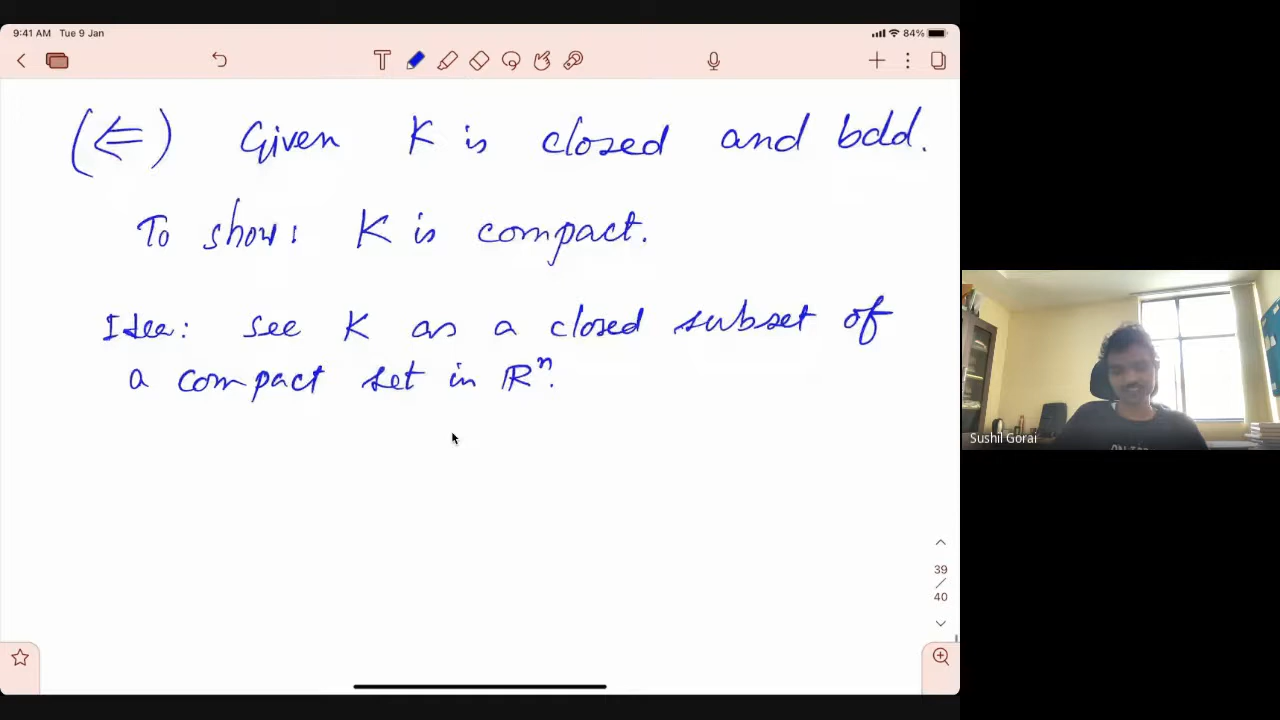 9:41 AM Tue 9 Jan
84%
(⇐) Given K is closed and bdd.
To show: K is compact.
Idea: see K as a closed subset of
a compact set in ℝⁿ.
Sushil Gorai
39
/
40